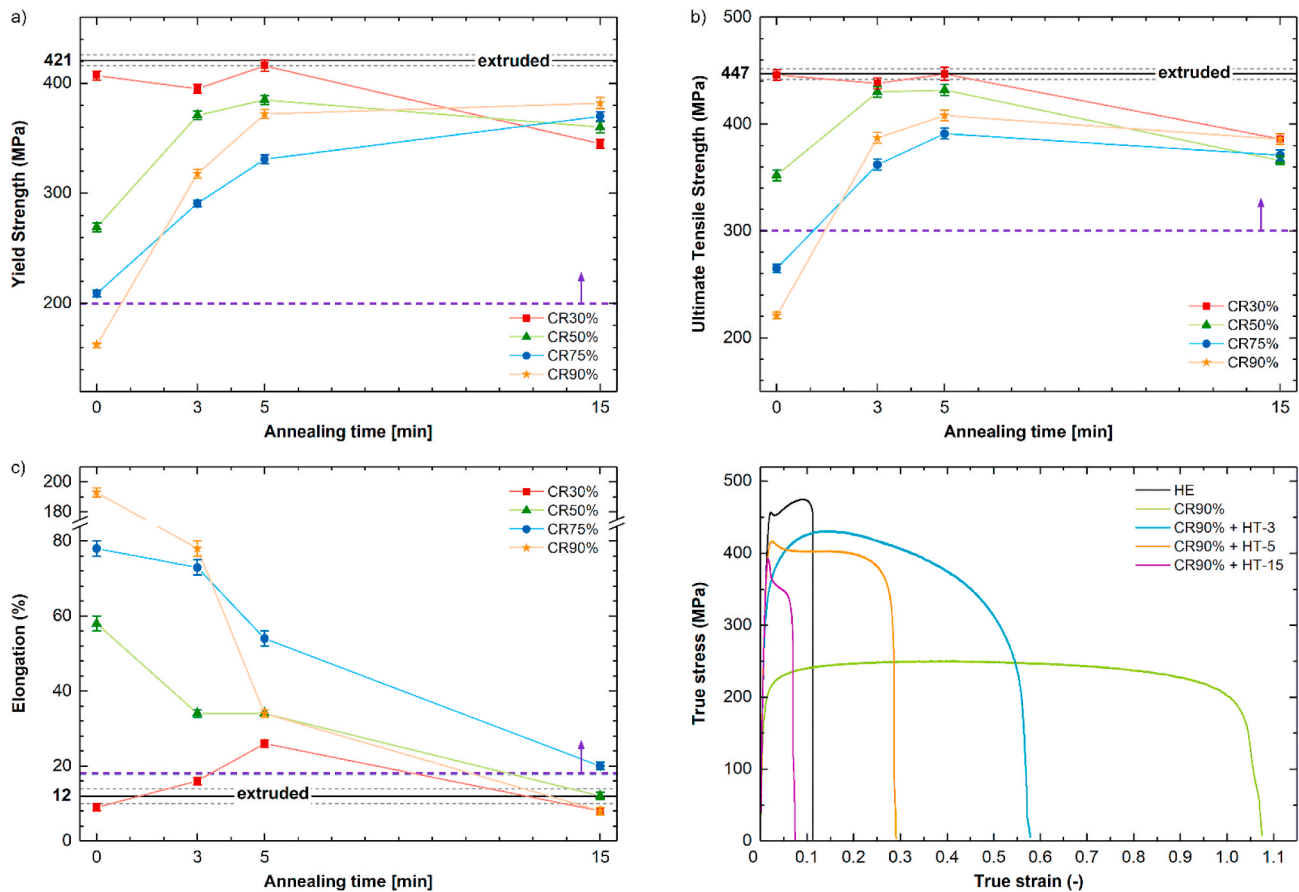 a)
Yield Strength (MPa)
421
400
300
200
extruded
CR30%
CR50%
CR75%
CR90%
0 3 5 15
Annealing time [min]
b)
Ultimate Tensile Strength (MPa)
500
447
400
300
200
extruded
CR30%
CR50%
CR75%
CR90%
0 3 5 15
Annealing time [min]
c)
Elongation (%)
200
180
80
60
40
20
12
0
CR30%
CR50%
CR75%
CR90%
extruded
0 3 5 15
Annealing time [min]
True stress (MPa)
500
400
300
200
100
0
HE
CR90%
CR90% + HT-3
CR90% + HT-5
CR90% + HT-15
0 0.1 0.2 0.3 0.4 0.5 0.6 0.7 0.8 0.9 1.0 1.1
True strain (-)